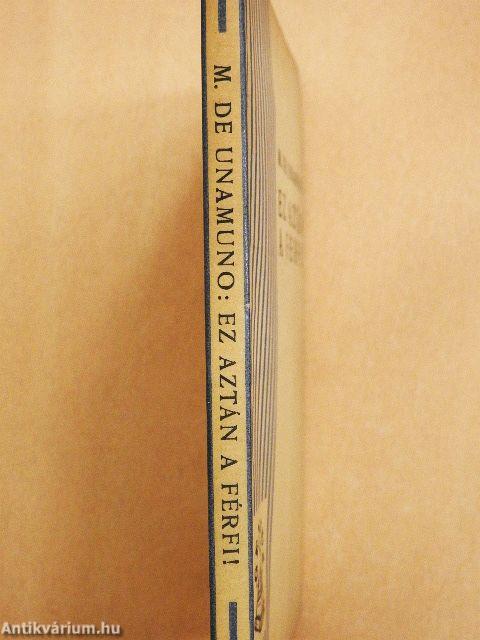 M. DE UNAMUNO: EZ AZTÁN A FÉRFI!
Antikvárium.hu